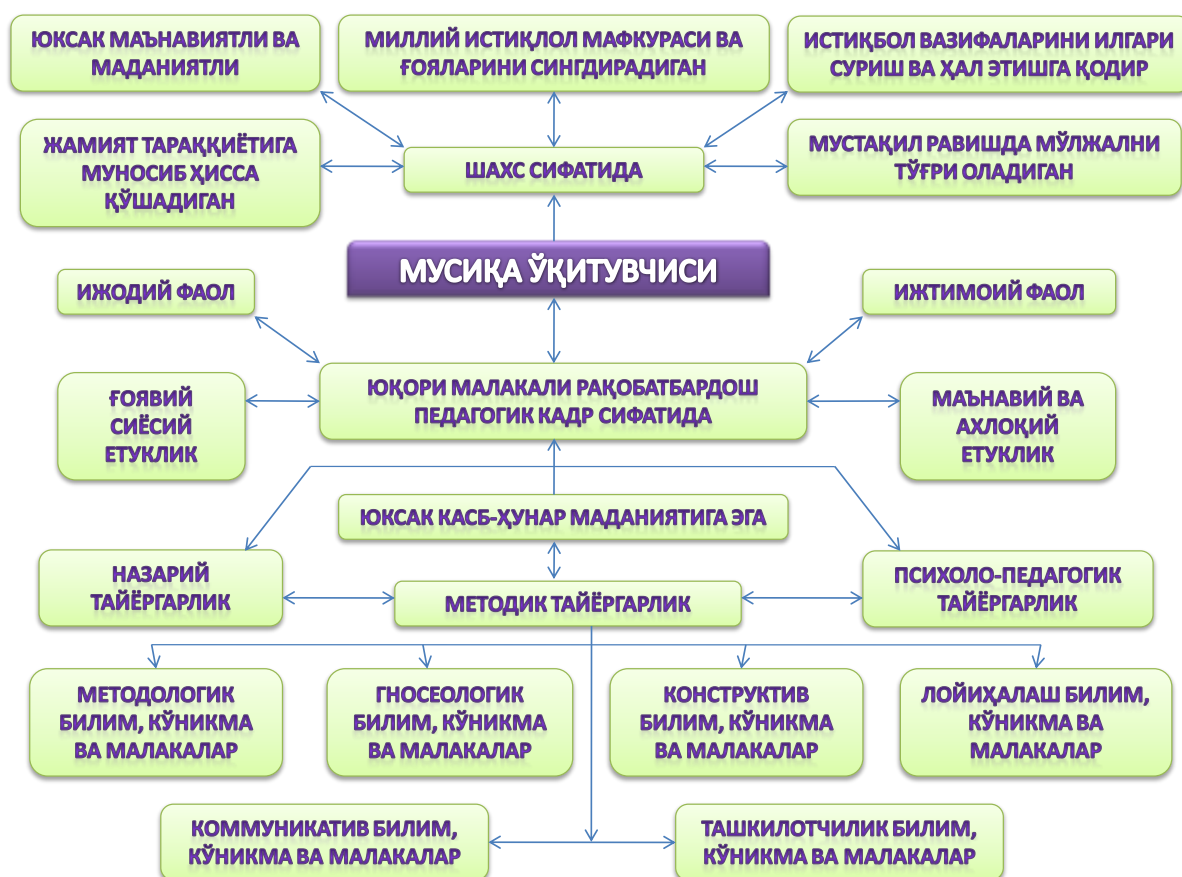 ЮКСАК МАЪНАВИЯТЛИ ВА
МАДАНИЯТЛИ
МИЛЛИЙ ИСТИҚЛОЛ МАФКУРАСИ ВА
ҒОЯЛАРИНИ СИНГДИРАДИГАН
ИСТИҚБОЛ ВАЗИФАЛАРИНИ ИЛГАРИ
СУРИШ ВА ҲАЛ ЭТИШГА ҚОДИР
ЖАМИЯТ ТАРАҚҚИЁТИГА
МУНОСИБ ҲИССА
ҚЎШАДИГАН
ШАХС СИФАТИДА
МУСТАҚИЛ РАВИШДА МЎЛЖАЛНИ
ТЎҒРИ ОЛАДИГАН
МУСИҚА ЎҚИТУВЧИСИ
ИЖОДИЙ ФАОЛ
ИЖТИМОИЙ ФАОЛ
ҒОЯВИЙ
СИЁСИЙ
ЕТУКЛИК
ЮҚОРИ МАЛАКАЛИ РАҚОБАТБАРДОШ
ПЕДАГОГИК КАДР СИФАТИДА
МАЪНАВИЙ ВА
АХЛОҚИЙ
ЕТУКЛИК
ЮКСАК КАСБ-ҲУНАР МАДАНИЯТИГА ЭГА
НАЗАРИЙ
ТАЙЁРГАРЛИК
МЕТОДИК ТАЙЁРГАРЛИК
ПСИХОЛО-ПЕДАГОГИК
ТАЙЁРГАРЛИК
МЕТОДОЛОГИК
БИЛИМ, КЎНИКМА
ВА МАЛАКАЛАР
ГНОСЕОЛОГИК
БИЛИМ, КЎНИКМА
ВА МАЛАКАЛАР
КОНСТРУКТИВ
БИЛИМ, КЎНИКМА
ВА МАЛАКАЛАР
ЛОЙИҲАЛАШ БИЛИМ,
КЎНИКМА ВА
МАЛАКАЛАР
КОММУНИКАТИВ БИЛИМ,
КЎНИКМА ВА МАЛАКАЛАР
ТАШКИЛОТЧИЛИК БИЛИМ,
КЎНИКМА ВА МАЛАКАЛАР